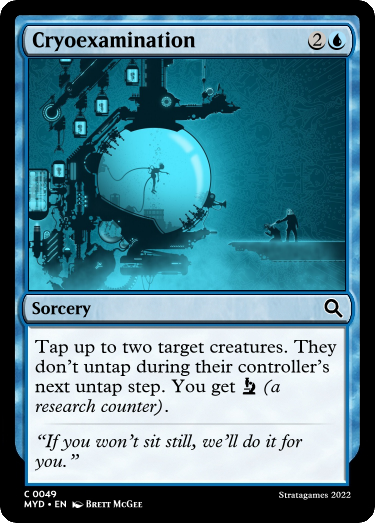 Cryoexamination 2
Sorcery
Tap up to two target creatures. They
don't untap during their controller's
next untap step. You get (a
research counter).
"If you won't sit still, we'll do it for
you."
C 0049
MYD • EN Brett McGee
Stratagames 2022